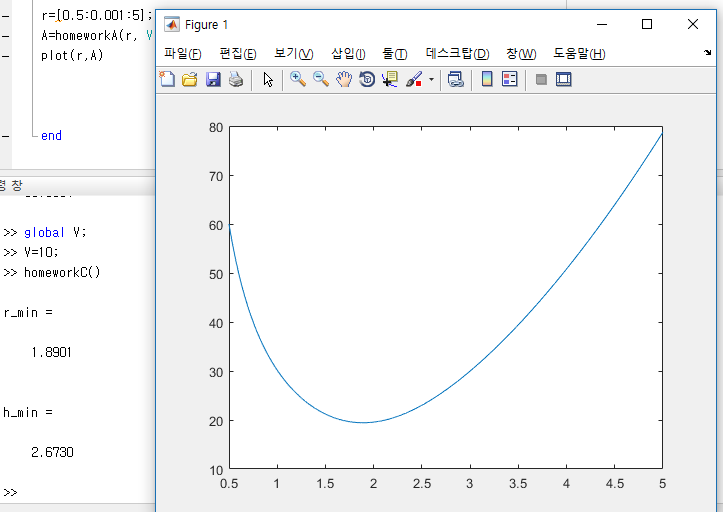 r=[0.5:0.001:5];
A=homeworkA(r, V
plot(r,A)
end
령 창
>> global V;
>> V=10;
>> homeworkC()
r_min =
1.8901
h_min =
2.6730
>>
Figure 1
파일(F) 편집(E) 보기(V) 삽입(I) 툴(T) 데스크탑(D) 창(W) 도움말(H)
80
70
60
50
40
30
20
10
0.5 1 1.5 2 2.5 3 3.5 4 4.5 5